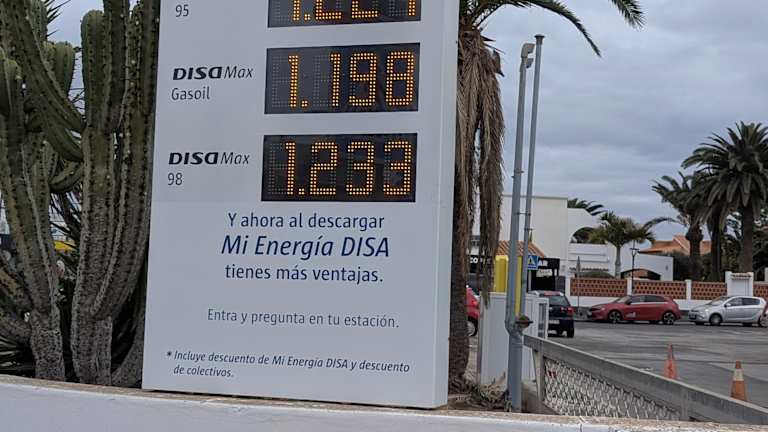 95
DISA Max
Gasoil
1.198
DISA Max
98
1.233
Y ahora al descargar
Mi Energía DISA
tienes más ventajas.
Entra y pregunta en tu estación.
* Incluye descuento de Mi Energía DISA y descuento
de colectivos.